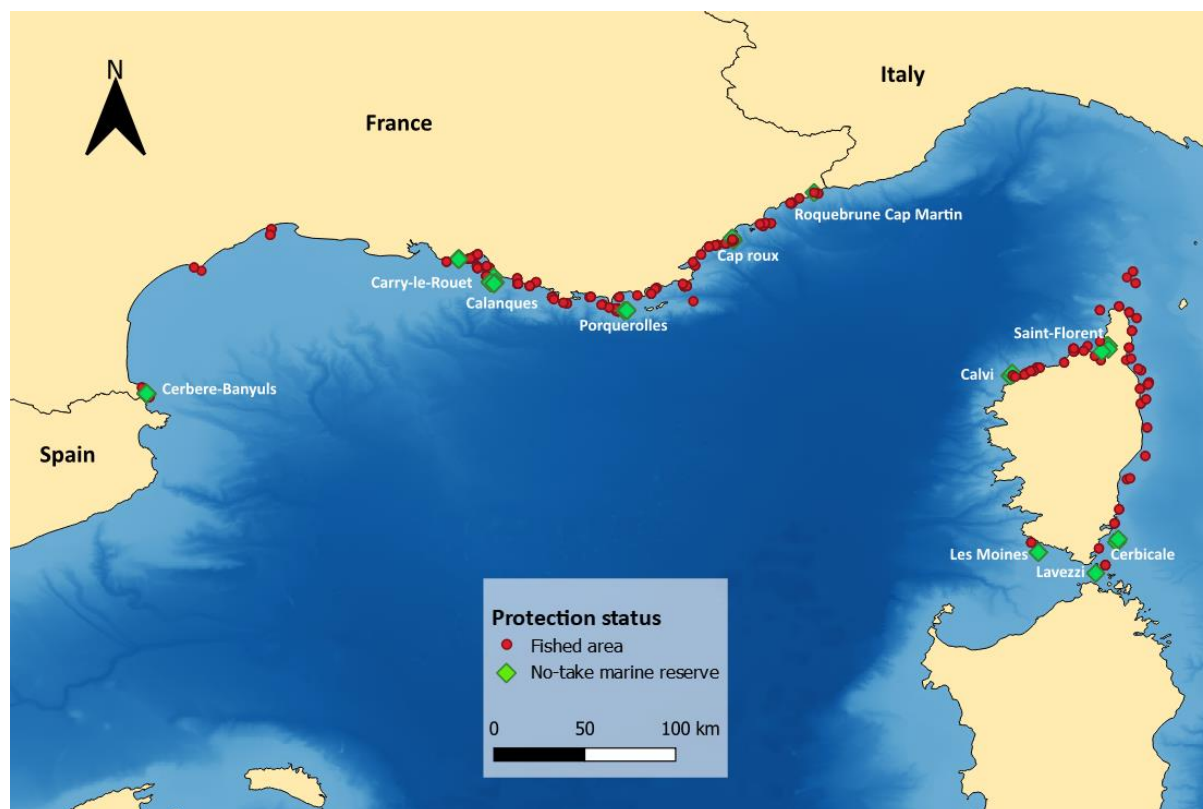 N
Italy
France
Roquebrune Cap Martin
Cap roux
Carry-le-Rouet
Calanques
Porquerolles
Saint-Florent
Calvi
Cerbere-Banyuls
Spain
Les Moines
Cerbicale
Lavezzi
Protection status
Fished area
No-take marine reserve
0 50 100 km